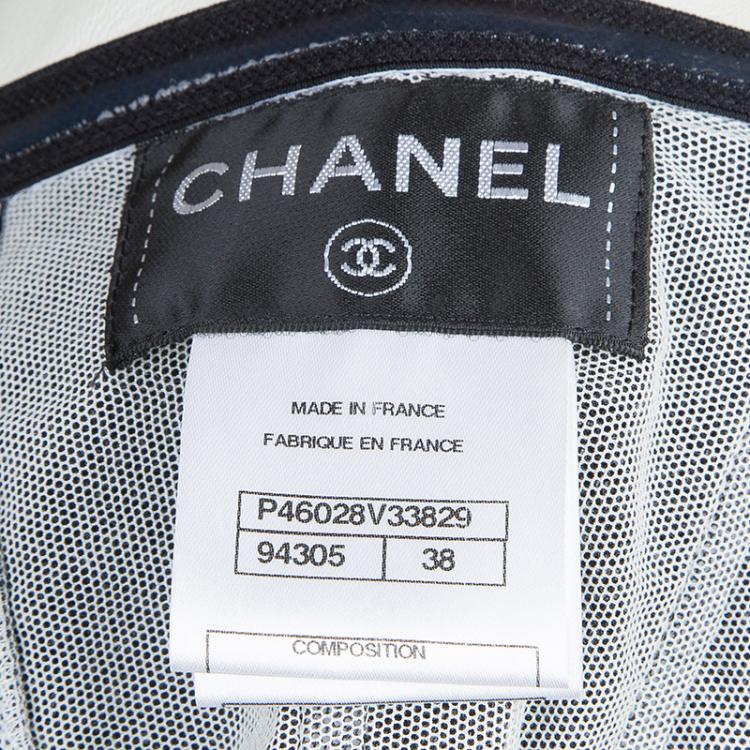 CHANEL
MADE IN FRANCE
FABRIQUE EN FRANCE
P46028V33829
94305 38
COMPOSITION